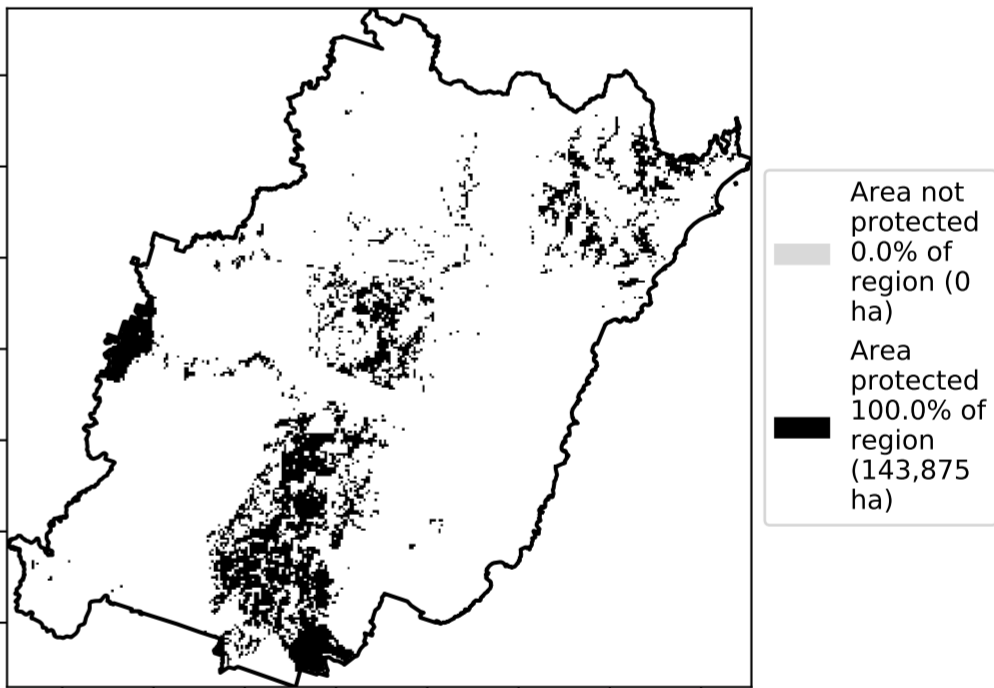 Area not
protected
0.0% of
region (0
ha)
Area
protected
100.0% of
region
(143,875
ha)